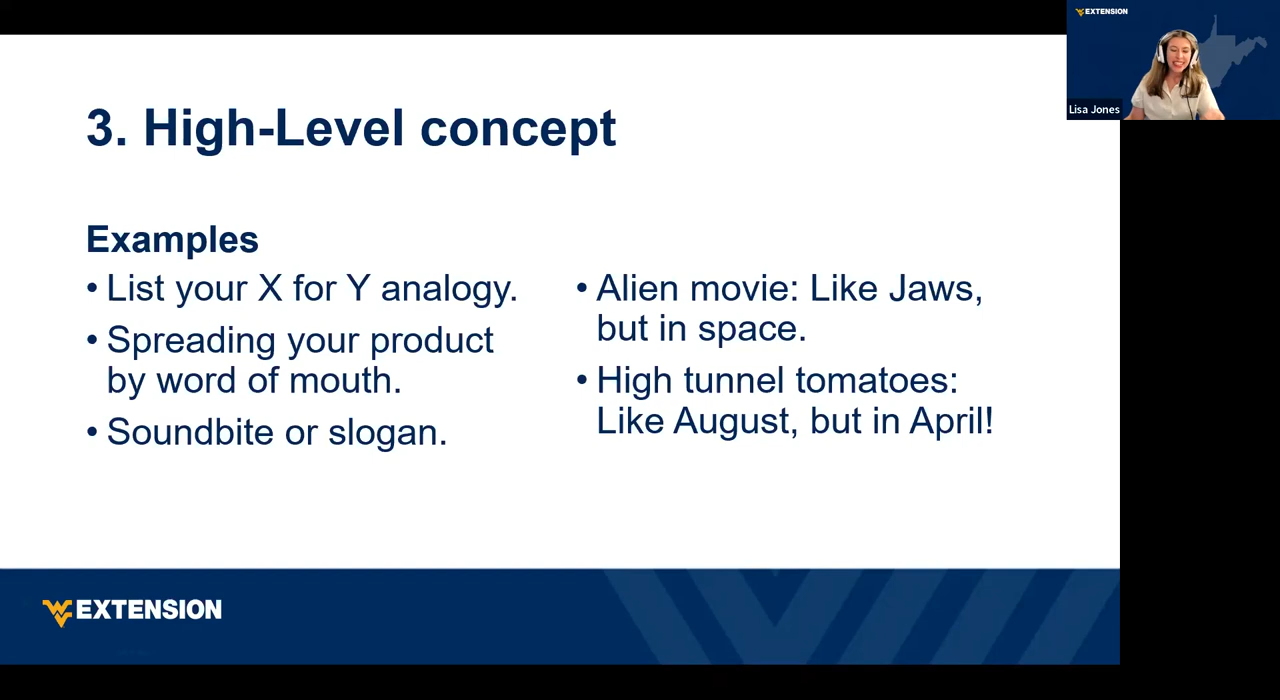 EXTENSION
Lisa Jones
3. High-Level concept
Examples
• List your X for Y analogy.
• Spreading your product
by word of mouth.
• Soundbite or slogan.
• Alien movie: Like Jaws,
but in space.
• High tunnel tomatoes:
Like August, but in April!
EXTENSION